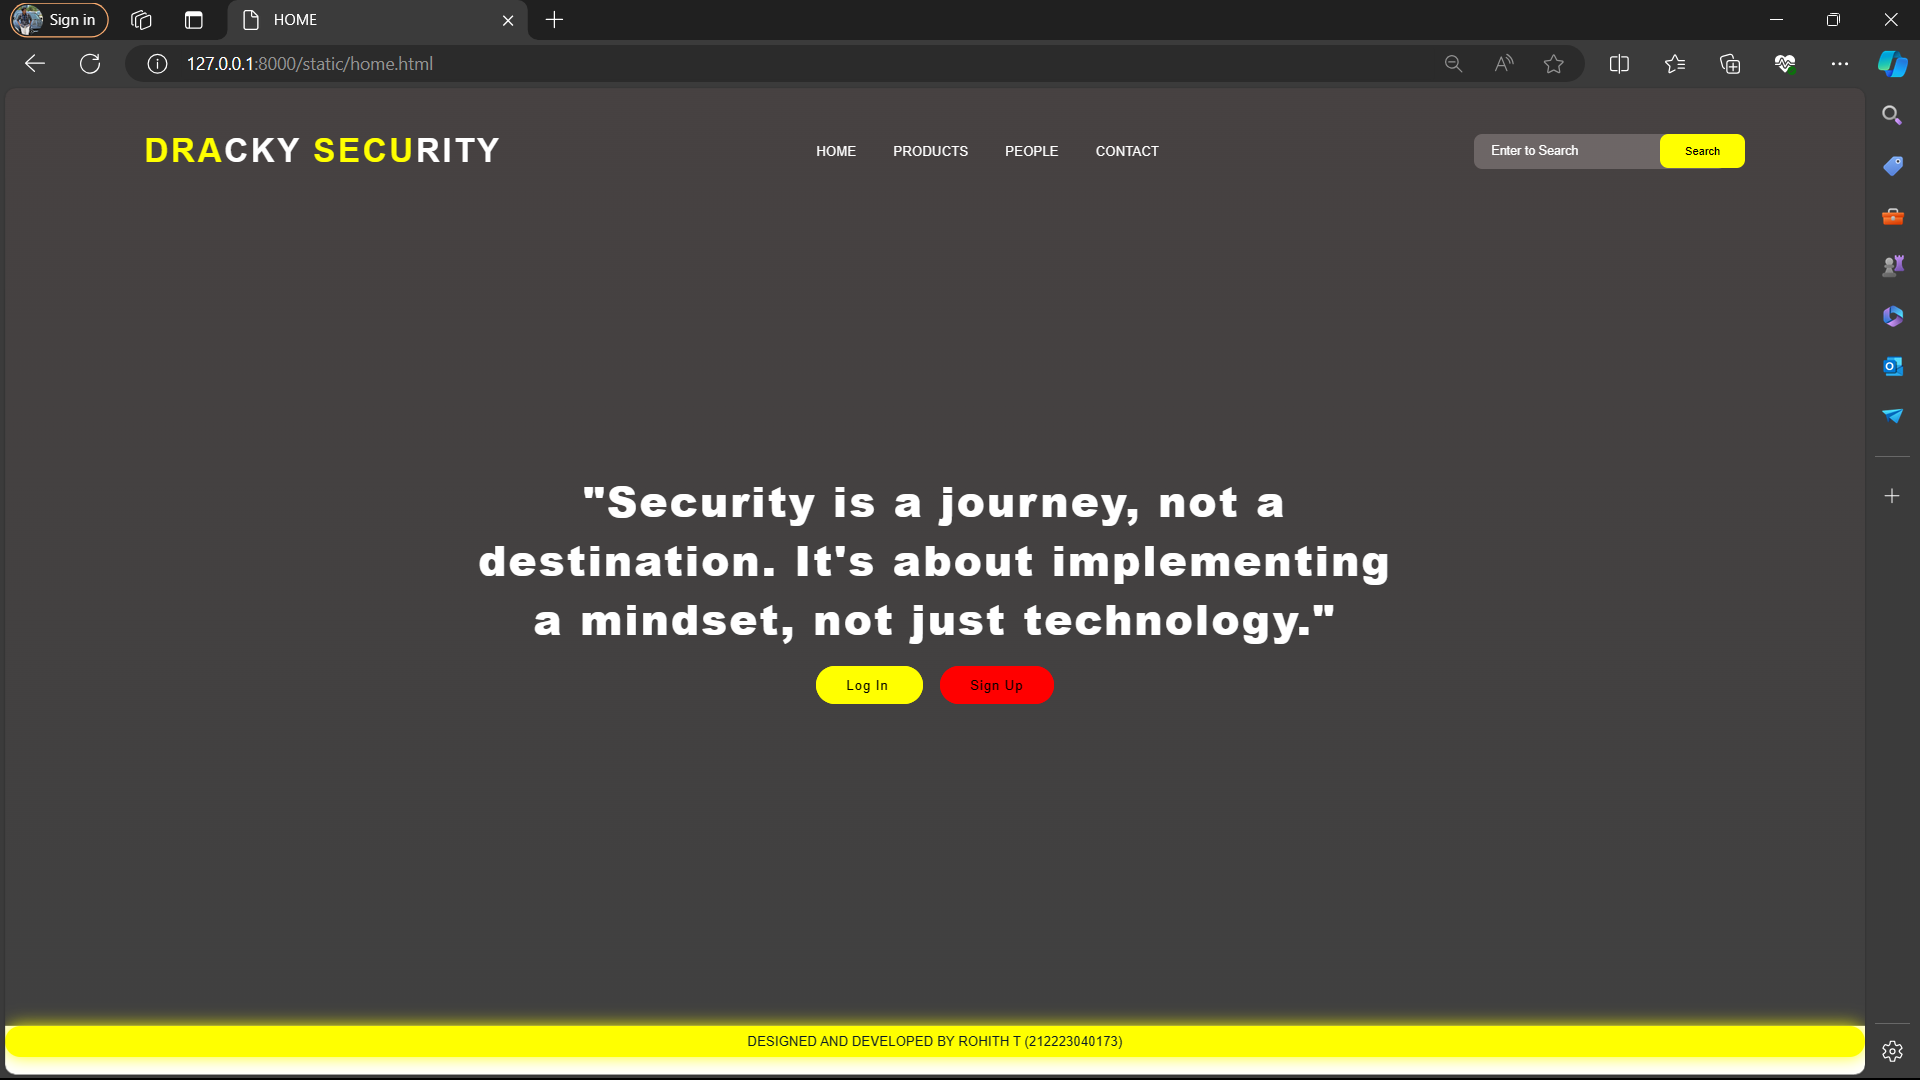 Sign in
HOME
127.0.0.1:8000/static/home.html
DRACKY SECURITY
HOME PRODUCTS PEOPLE CONTACT
Enter to Search
Search
"Security is a journey, not a
destination. It's about implementing
a mindset, not just technology."
Log In
Sign Up
DESIGNED AND DEVELOPED BY ROHITH T (212223040173)